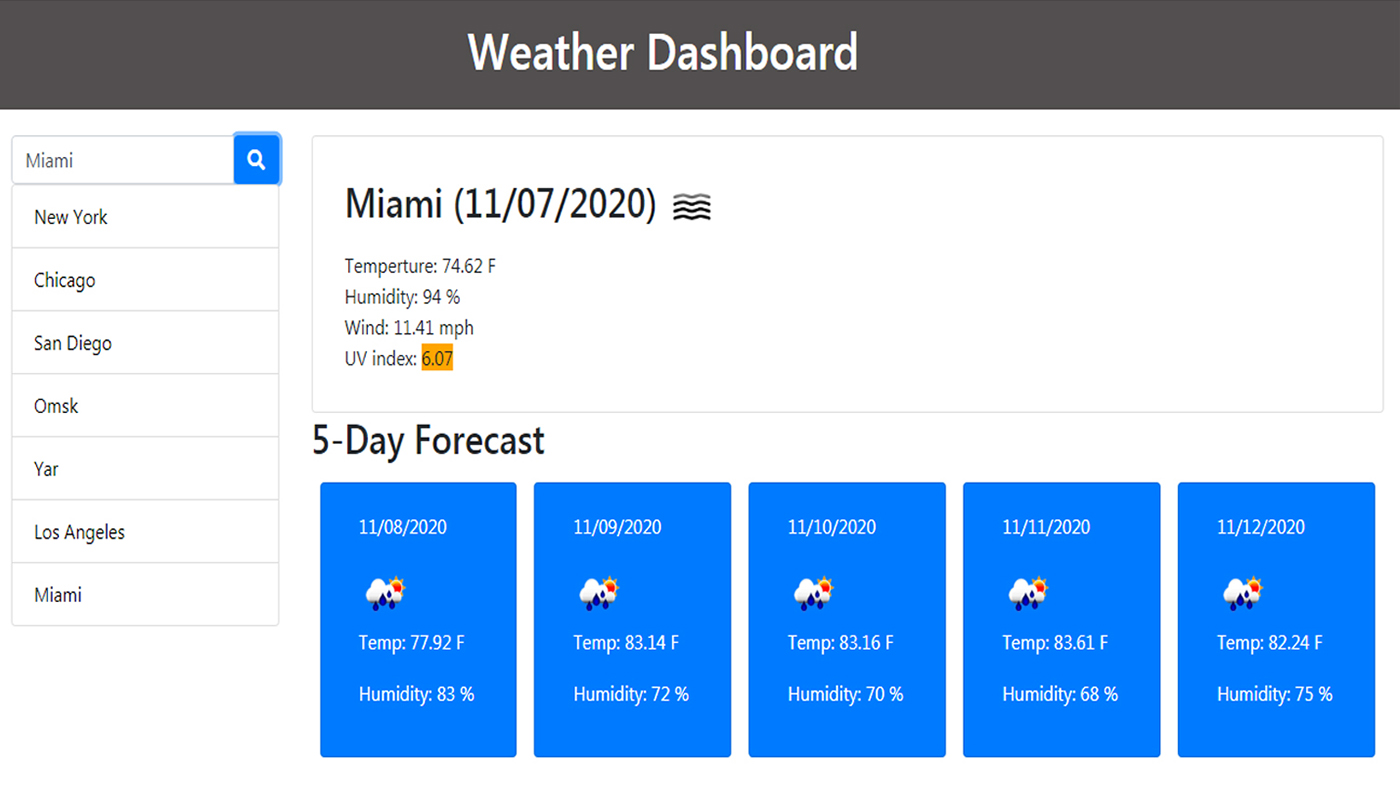 Weather Dashboard
Miami
New York
Chicago
San Diego
Omsk
Yar
Los Angeles
Miami
Miami (11/07/2020)
Temperture: 74.62 F
Humidity: 94 %
Wind: 11.41 mph
UV index: 6.07
5-Day Forecast
11/08/2020
Temp: 77.92 F
Humidity: 83 %
11/09/2020
Temp: 83.14 F
Humidity: 72 %
11/10/2020
Temp: 83.16 F
Humidity: 70 %
11/11/2020
Temp: 83.61 F
Humidity: 68 %
11/12/2020
Temp: 82.24 F
Humidity: 75 %